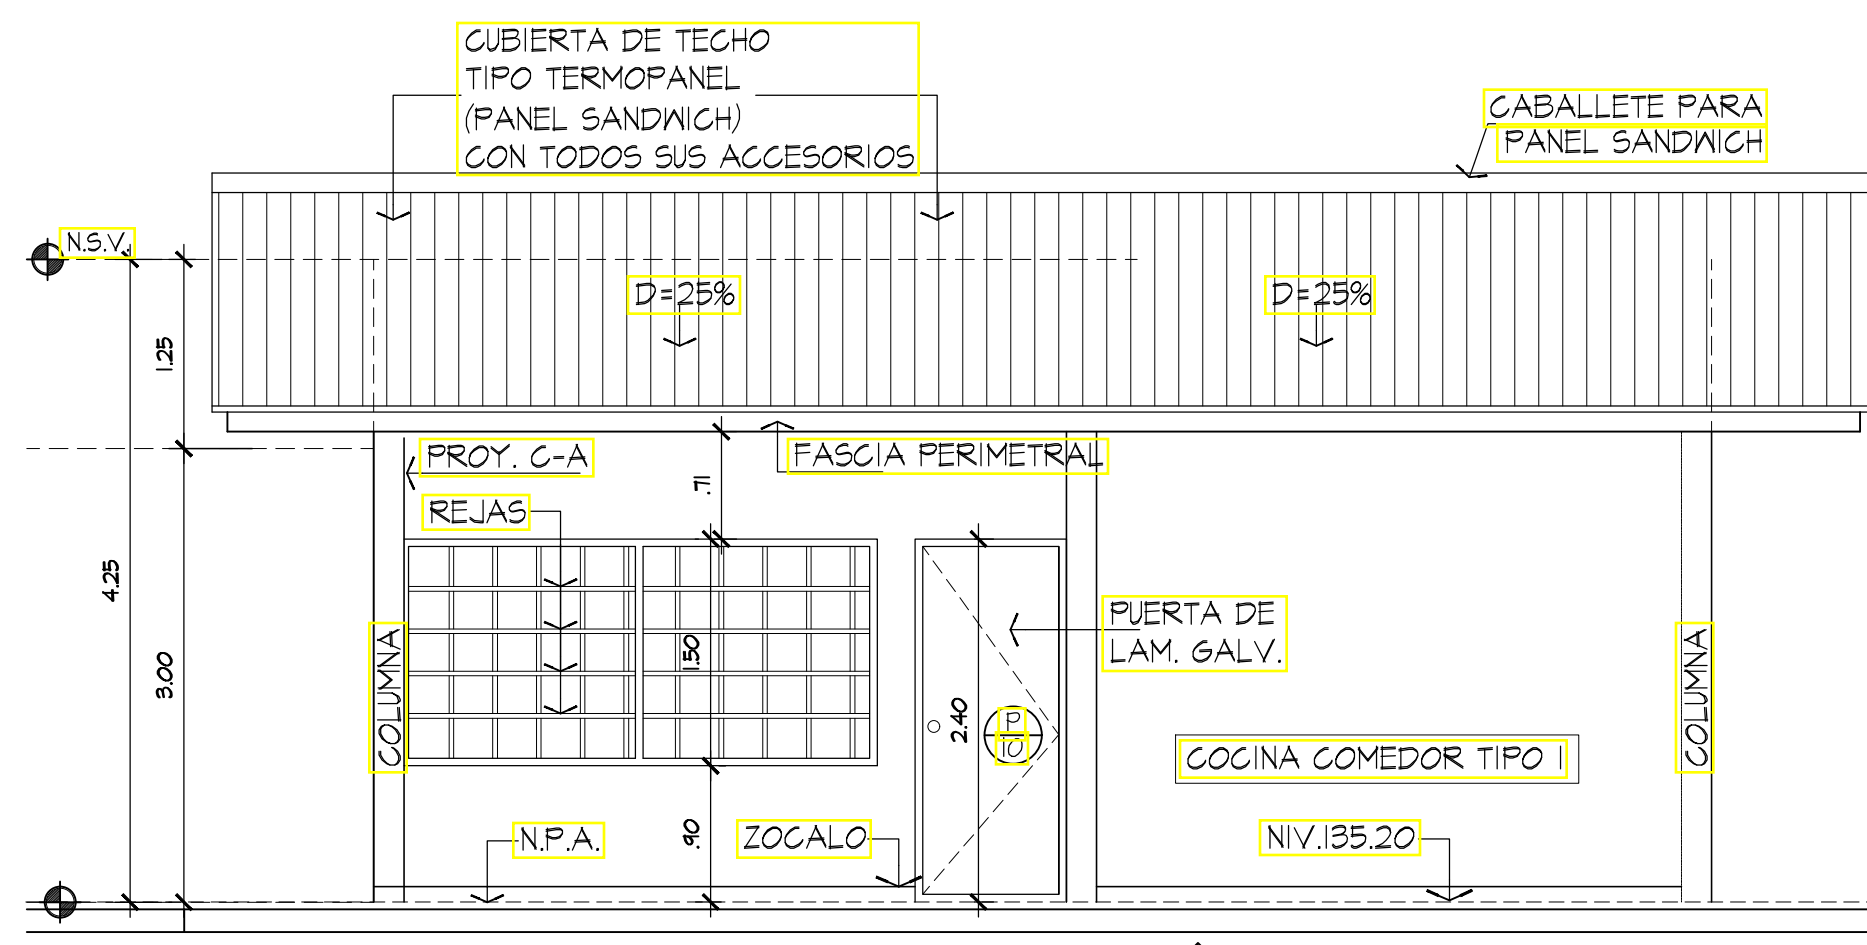 CUBIERTA DE TECHO
TIPO TERMOPANEL
(PANEL SANDWICH)
CON TODOS SUS ACCESORIOS
CABALLETE PARA
PANEL SANDWICH
N.S.V.
D=25%
D=25%
1.25
PROY. C-A
FASCIA PERIMETRAL
.71
REJAS
4.25
3.00
COLUMNA
1.50
2.40
P
10
PUERTA DE
LAM. GALV.
COLUMNA
COCINA COMEDOR TIPO 1
N.P.A.
.90
ZOCALO
NIV.135.20